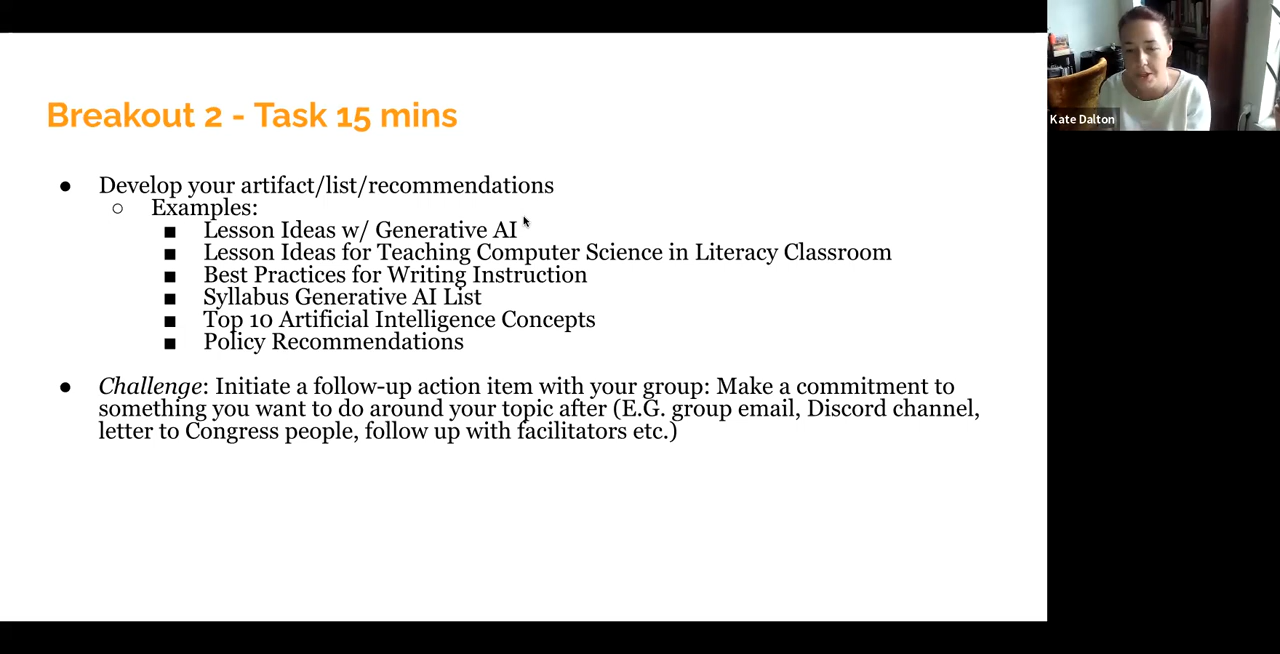 Breakout 2 - Task 15 mins
Kate Dalton
● Develop your artifact/list/recommendations
○ Examples:
■ Lesson Ideas w/ Generative AI
■ Lesson Ideas for Teaching Computer Science in Literacy Classroom
■ Best Practices for Writing Instruction
■ Syllabus Generative AI List
■ Top 10 Artificial Intelligence Concepts
■ Policy Recommendations
● Challenge: Initiate a follow-up action item with your group: Make a commitment to
something you want to do around your topic after (E.G. group email, Discord channel,
letter to Congress people, follow up with facilitators etc.)